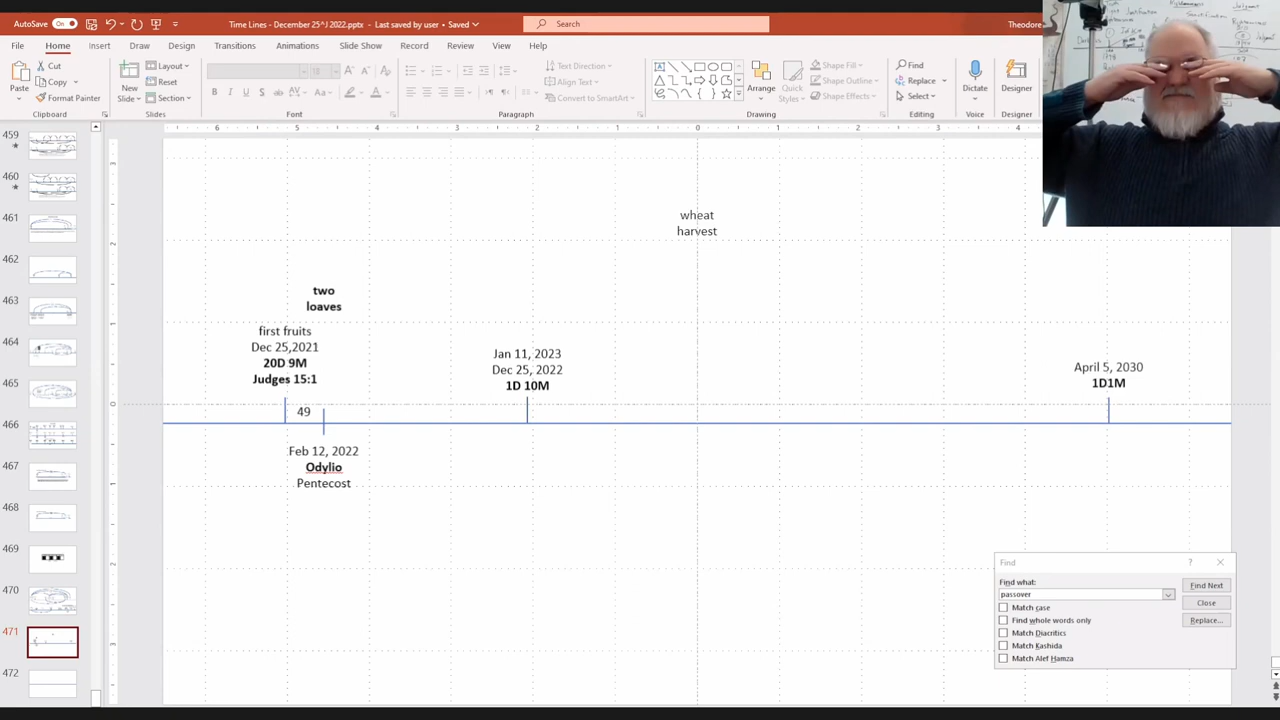 AutoSave On Time Lines - December 25^J 2022.pptx - Last saved by user • Saved Search Theodore
File Home Insert Draw Design Transitions Animations Slide Show Record Review View Help
Paste Cut Copy Format Painter
Clipboard
New Slide Layout Reset Section
Slides
Font
Paragraph
Text Direction
Align Text
Convert to SmartArt
Arrange Quick Styles
Shape Fill
Shape Outline
Shape Effects
Drawing
Find
Replace
Select
Editing
Dictate
Voice
Designer
Designer
459
460
461
462
463
464
465
466
467
468
469
470
471
472
wheat
harvest
two
loaves
first fruits
Dec 25,2021
20D 9M
Judges 15:1
49
Feb 12, 2022
Odylio
Pentecost
Jan 11, 2023
Dec 25, 2022
1D 10M
April 5, 2030
1D1M
Find ?
Find what:
passover
Match case
Find whole words only
Match Diacritics
Match Kashida
Match Alef Hamza
Find Next
Close
Replace...